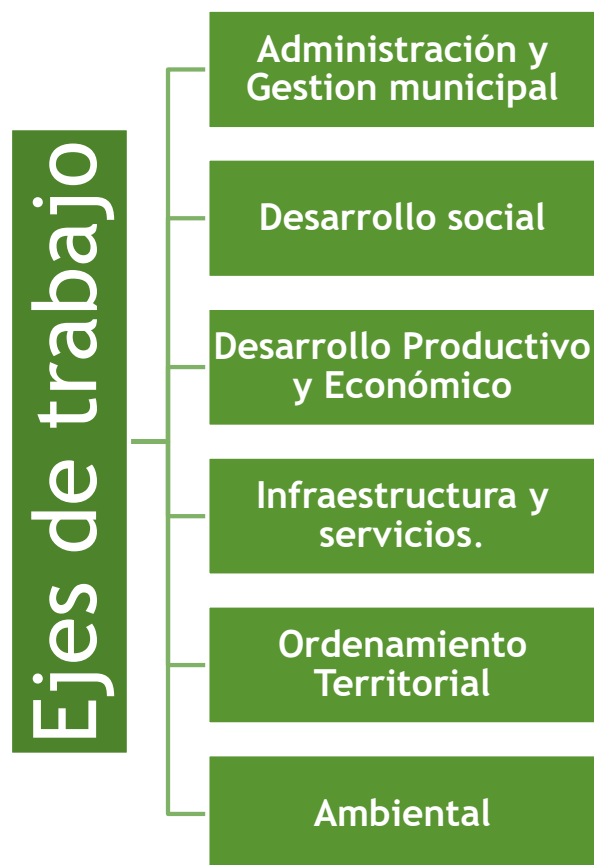 Ejes de trabajo
Administración y
Gestion municipal
Desarrollo social
Desarrollo Productivo
y Económico
Infraestructura y
servicios.
Ordenamiento
Territorial
Ambiental